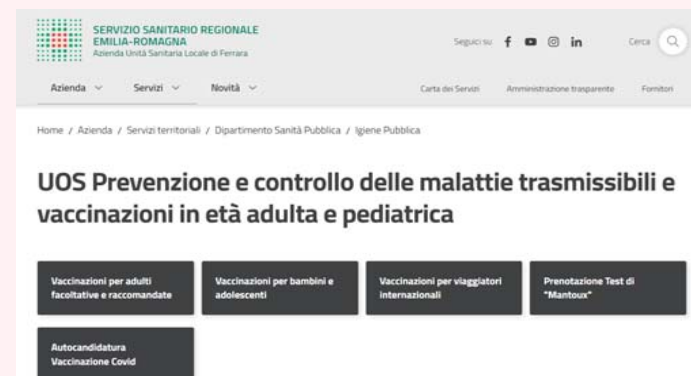 SERVIZIO SANITARIO REGIONALE
EMILIA-ROMAGNA
Azienda Unità Sanitaria Locale di Ferrara
Seguici su
Cerca
Azienda
Servizi
Novità
Carta dei Servizi
Amministrazione trasparente
Fornitori
Home / Azienda / Servizi territoriali / Dipartimento Sanità Pubblica / Igiene Pubblica
UOS Prevenzione e controllo delle malattie trasmissibili e
vaccinazioni in età adulta e pediatrica
Vaccinazioni per adulti
facoltative e raccomandate
Vaccinazioni per bambini e
adolescenti
Vaccinazioni per viaggiatori
internazionali
Prenotazione Test di
"Mantoux"
Autocandidatura
Vaccinazione Covid